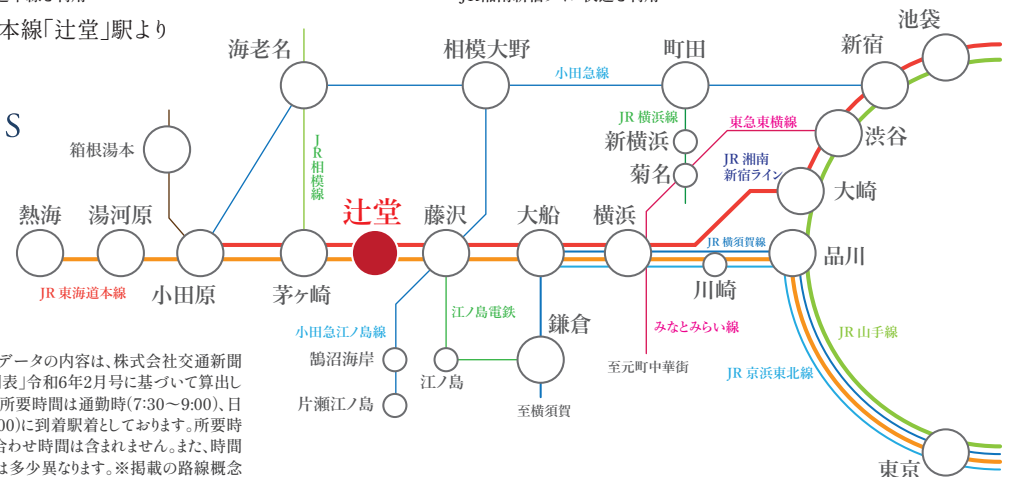 本線「辻堂」駅より
S
池袋
新宿
海老名
相模大野
町田
小田急線
JR 横浜線
東急東横線
渋谷
新横浜
箱根湯本
JR相模線
JR 湘南
新宿ライン
菊名
大崎
熱海
湯河原
辻堂
藤沢
大船
横浜
JR 横須賀線
品川
JR 東海道本線
小田原
茅ヶ崎
川崎
江ノ島電鉄
鎌倉
みなとみらい線
小田急江ノ島線
JR 山手線
鵠沼海岸
江ノ島
至元町中華街
JR 京浜東北線
片瀬江ノ島
至横須賀
東京
データの内容は、株式会社交通新聞
刻表」令和6年2月号に基づいて算出し
所要時間は通勤時(7:30〜9:00)、日
00)に到着駅着としております。所要時
合わせ時間は含まれません。また、時間
は多少異なります。※掲載の路線概念